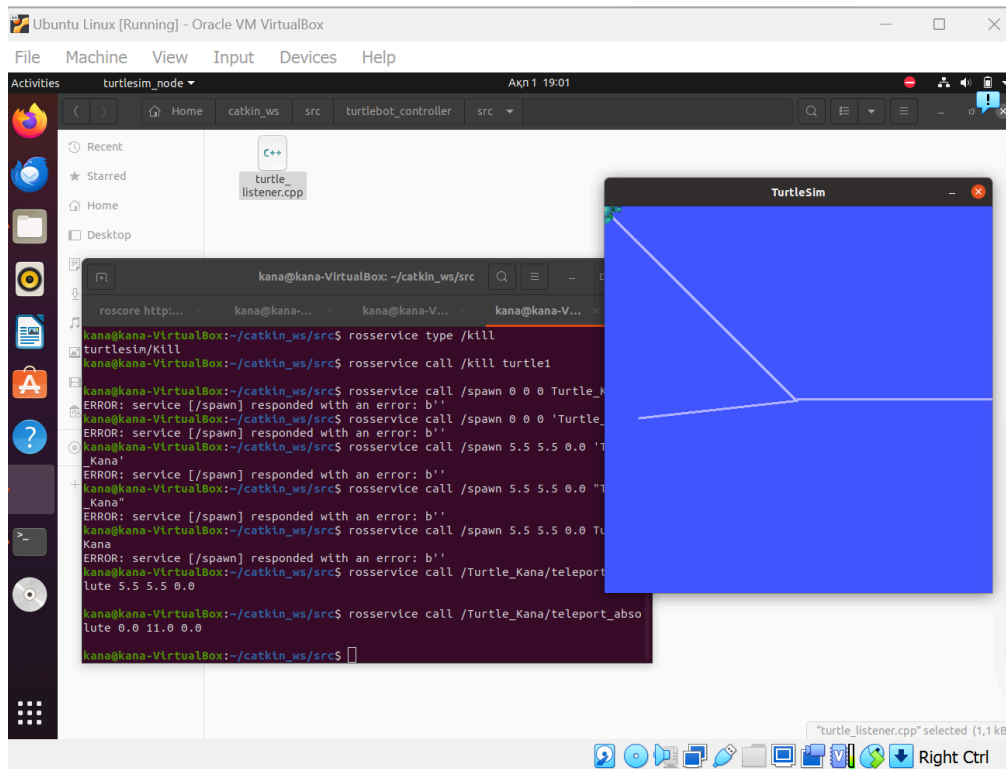 Ubuntu Linux [Running] - Oracle VM VirtualBox
File Machine View Input Devices Help
Activities turtlesim_node Ақп 1 19:01
Home catkin_ws src turtlebot_controller src
Recent
Starred
Home
Desktop
C++
turtle_
listener.cpp
TurtleSim
kana@kana-VirtualBox: ~/catkin_ws/src
roscore http:... kana@kana-... kana@kana-V... kana@kana-V...
kana@kana-VirtualBox:~/catkin_ws/src$ rosservice type /kill
turtlesim/Kill
kana@kana-VirtualBox:~/catkin_ws/src$ rosservice call /kill turtle1
kana@kana-VirtualBox:~/catkin_ws/src$ rosservice call /spawn 0 0 0 Turtle_K
ERROR: service [/spawn] responded with an error: b''
kana@kana-VirtualBox:~/catkin_ws/src$ rosservice call /spawn 0 0 0 'Turtle_
ERROR: service [/spawn] responded with an error: b''
kana@kana-VirtualBox:~/catkin_ws/src$ rosservice call /spawn 5.5 5.5 0.0 'T
_Kana'
ERROR: service [/spawn] responded with an error: b''
kana@kana-VirtualBox:~/catkin_ws/src$ rosservice call /spawn 5.5 5.5 0.0 "T
_Kana"
ERROR: service [/spawn] responded with an error: b''
kana@kana-VirtualBox:~/catkin_ws/src$ rosservice call /spawn 5.5 5.5 0.0 Tu
Kana
ERROR: service [/spawn] responded with an error: b''
kana@kana-VirtualBox:~/catkin_ws/src$ rosservice call /Turtle_Kana/teleport
lute 5.5 5.5 0.0
kana@kana-VirtualBox:~/catkin_ws/src$ rosservice call /Turtle_Kana/teleport_abso
lute 0.0 11.0 0.0
kana@kana-VirtualBox:~/catkin_ws/src$
"turtle_listener.cpp" selected (1,1 kB
Right Ctrl